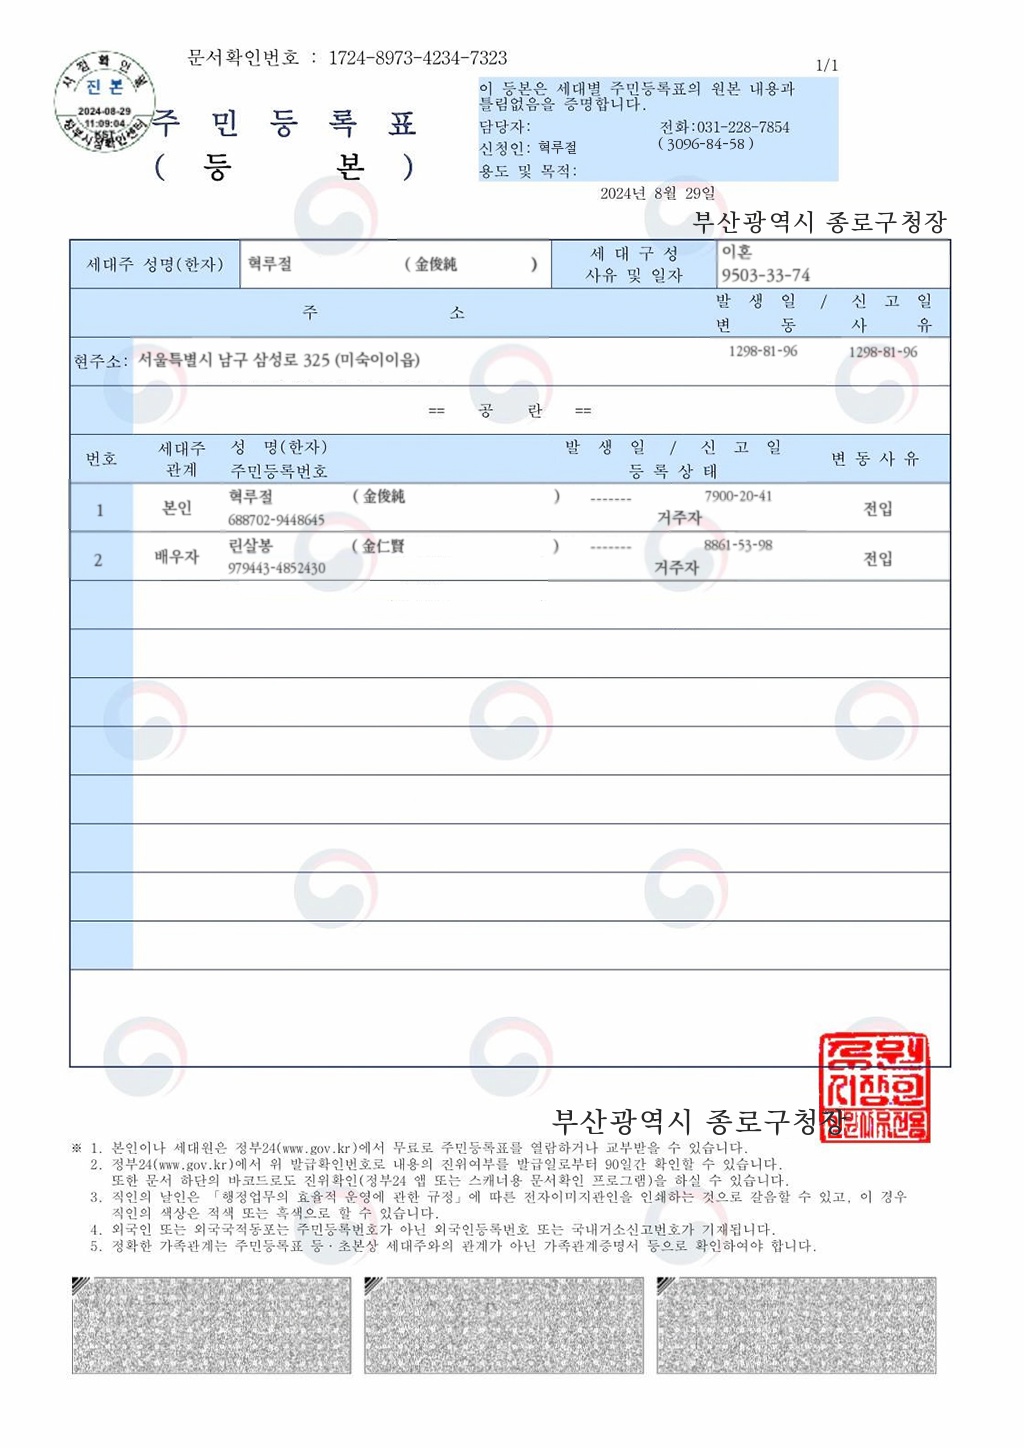 문서확인번호 : 1724-8973-4234-7323
1/1
시점확인필
진본
2024-08-29
11:09:04
KST
정부시점확인센터
주 민 등 록 표
( 등 본 )
이 등본은 세대별 주민등록표의 원본 내용과
틀림없음을 증명합니다.
담당자: 전화:031-228-7854
신청인: 혁루절 ( 3096-84-58 )
용도 및 목적:
2024년 8월 29일
부산광역시 종로구청장
세대주 성명(한자) 혁루절 ( 金俊純 ) 세 대 구 성 사유 및 일자 이혼 9503-33-74
주 소 발 생 일 / 신 고 일
변 동 사 유
현주소: 서울특별시 남구 삼성로 325 (미숙이이읍) 1298-81-96 1298-81-96
== 공 란 ==
번호 세대주 관계 성 명(한자) 주민등록번호 발 생 일 / 신 고 일 등 록 상 태 변 동 사 유
1 본인 혁루절 ( 金俊純 ) ------- 7900-20-41 전입
688702-9448645 거주자
2 배우자 린살봉 ( 金仁賢 ) ------- 8861-53-98 전입
979443-4852430 거주자
부산광역시 종로구청장
※ 1. 본인이나 세대원은 정부24(www.gov.kr)에서 무료로 주민등록표를 열람하거나 교부받을 수 있습니다.
2. 정부24(www.gov.kr)에서 위 발급확인번호로 내용의 진위여부를 발급일로부터 90일간 확인할 수 있습니다.
또한 문서 하단의 바코드로도 진위확인(정부24 앱 또는 스캐너용 문서확인 프로그램)을 하실 수 있습니다.
3. 직인의 날인은 「행정업무의 효율적 운영에 관한 규정」에 따른 전자이미지관인을 인쇄하는 것으로 갈음할 수 있고, 이 경우
직인의 색상은 적색 또는 흑색으로 할 수 있습니다.
4. 외국인 또는 외국국적동포는 주민등록번호가 아닌 외국인등록번호 또는 국내거소신고번호가 기재됩니다.
5. 정확한 가족관계는 주민등록표 등·초본상 세대주와의 관계가 아닌 가족관계증명서 등으로 확인하여야 합니다.